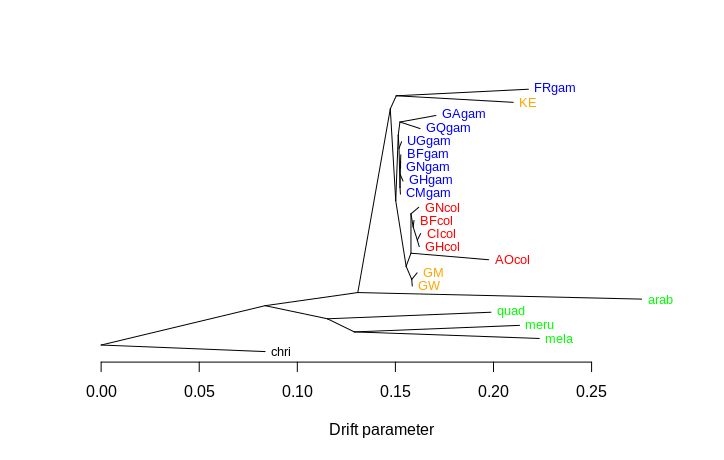 FRgam
KE
GAgam
GQgam
UGgam
BFgam
GNgam
GHgam
CMgam
GNcol
BFcol
CIcol
GHcol
AOcol
GM
GW
arab
quad
meru
mela
chri
0.00 0.05 0.10 0.15 0.20 0.25
Drift parameter